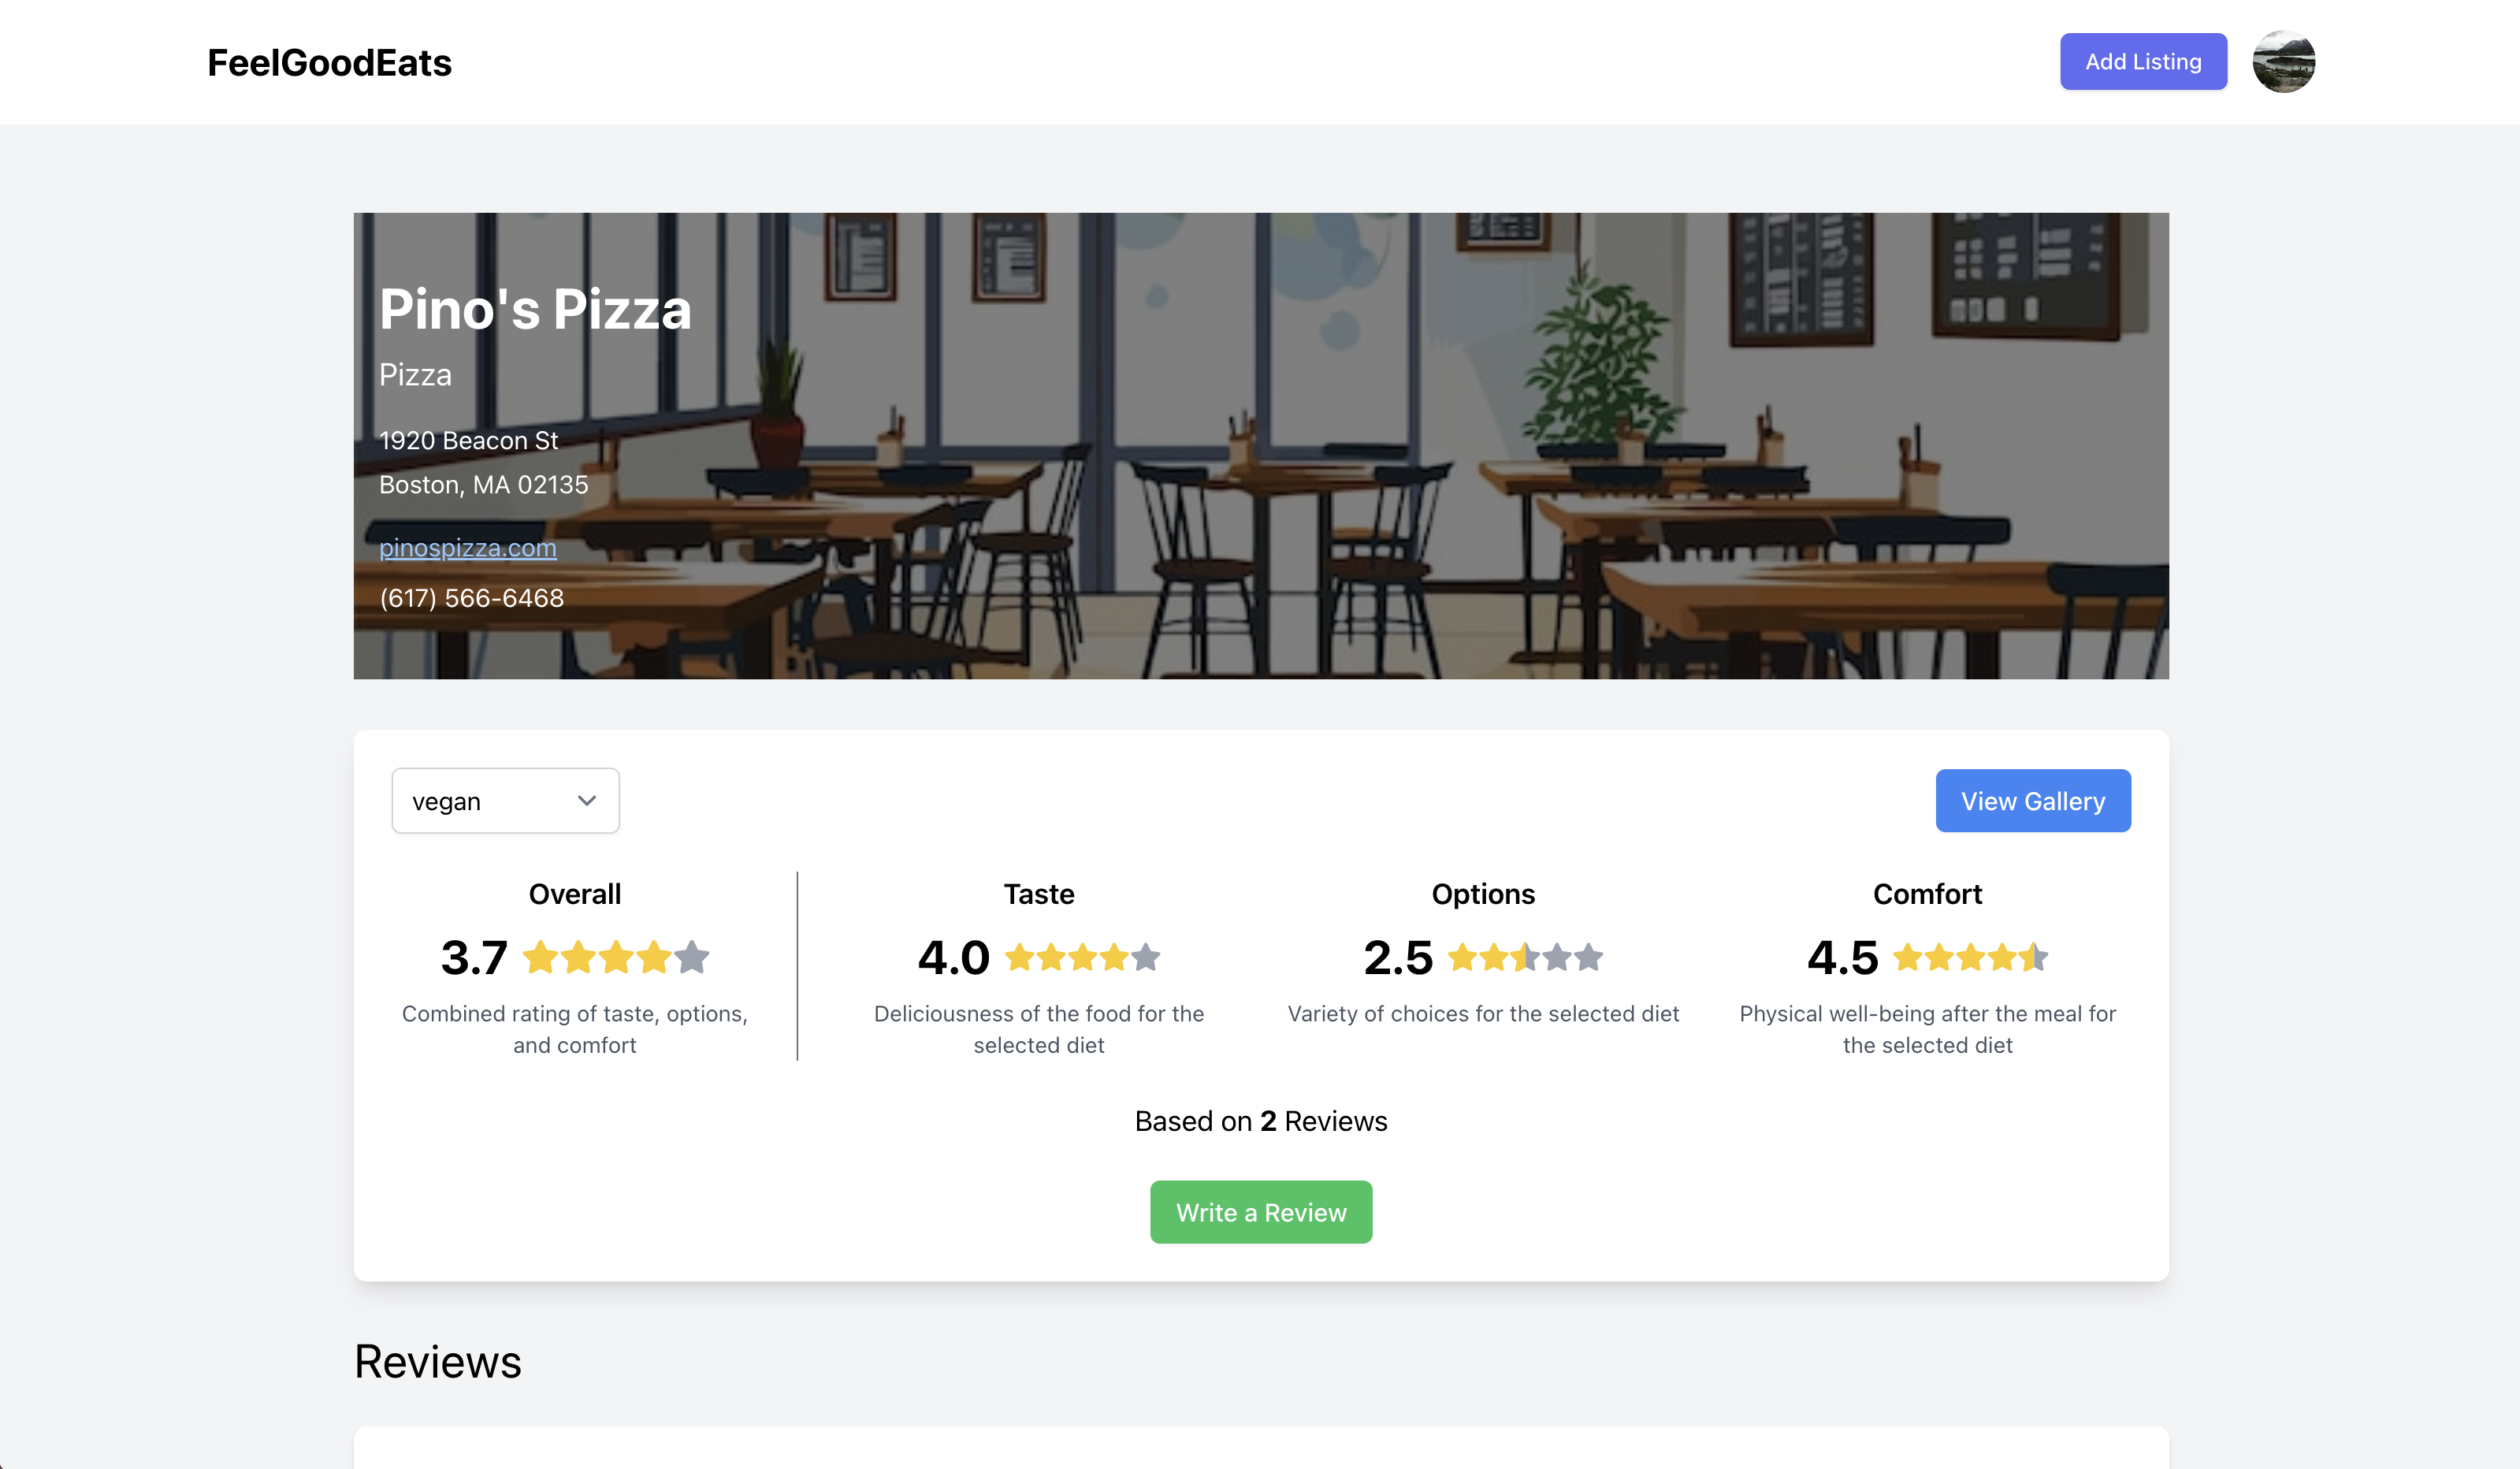 FeelGoodEats
Add Listing
Pino's Pizza
Pizza
1920 Beacon St
Boston, MA 02135
pinospizza.com
(617) 566-6468
vegan
View Gallery
Overall
3.7
Combined rating of taste, options,
and comfort
Taste
4.0
Deliciousness of the food for the
selected diet
Options
2.5
Variety of choices for the selected diet
Comfort
4.5
Physical well-being after the meal for
the selected diet
Based on 2 Reviews
Write a Review
Reviews